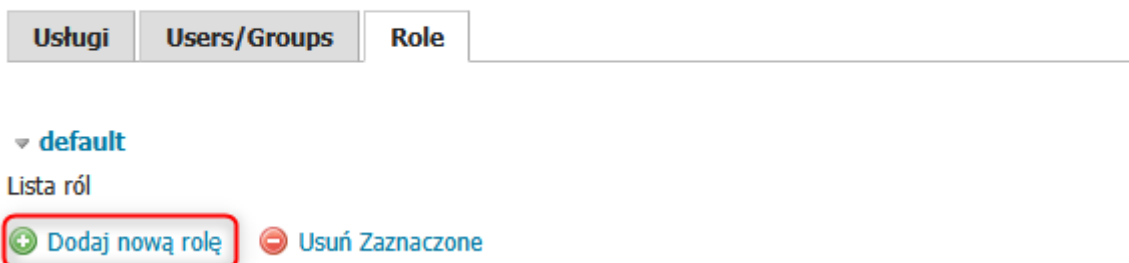 Usługi Users/Groups Role
default
Lista ról
Dodaj nową rolę Usuń Zaznaczone